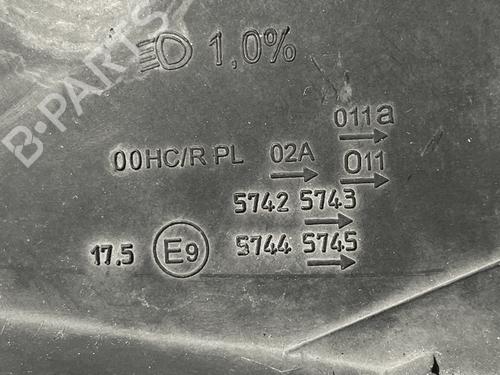 1,0%
011a
00HC/R PL 02A 011
5742 5743
17.5 E9 5744 5745
B-PARTS